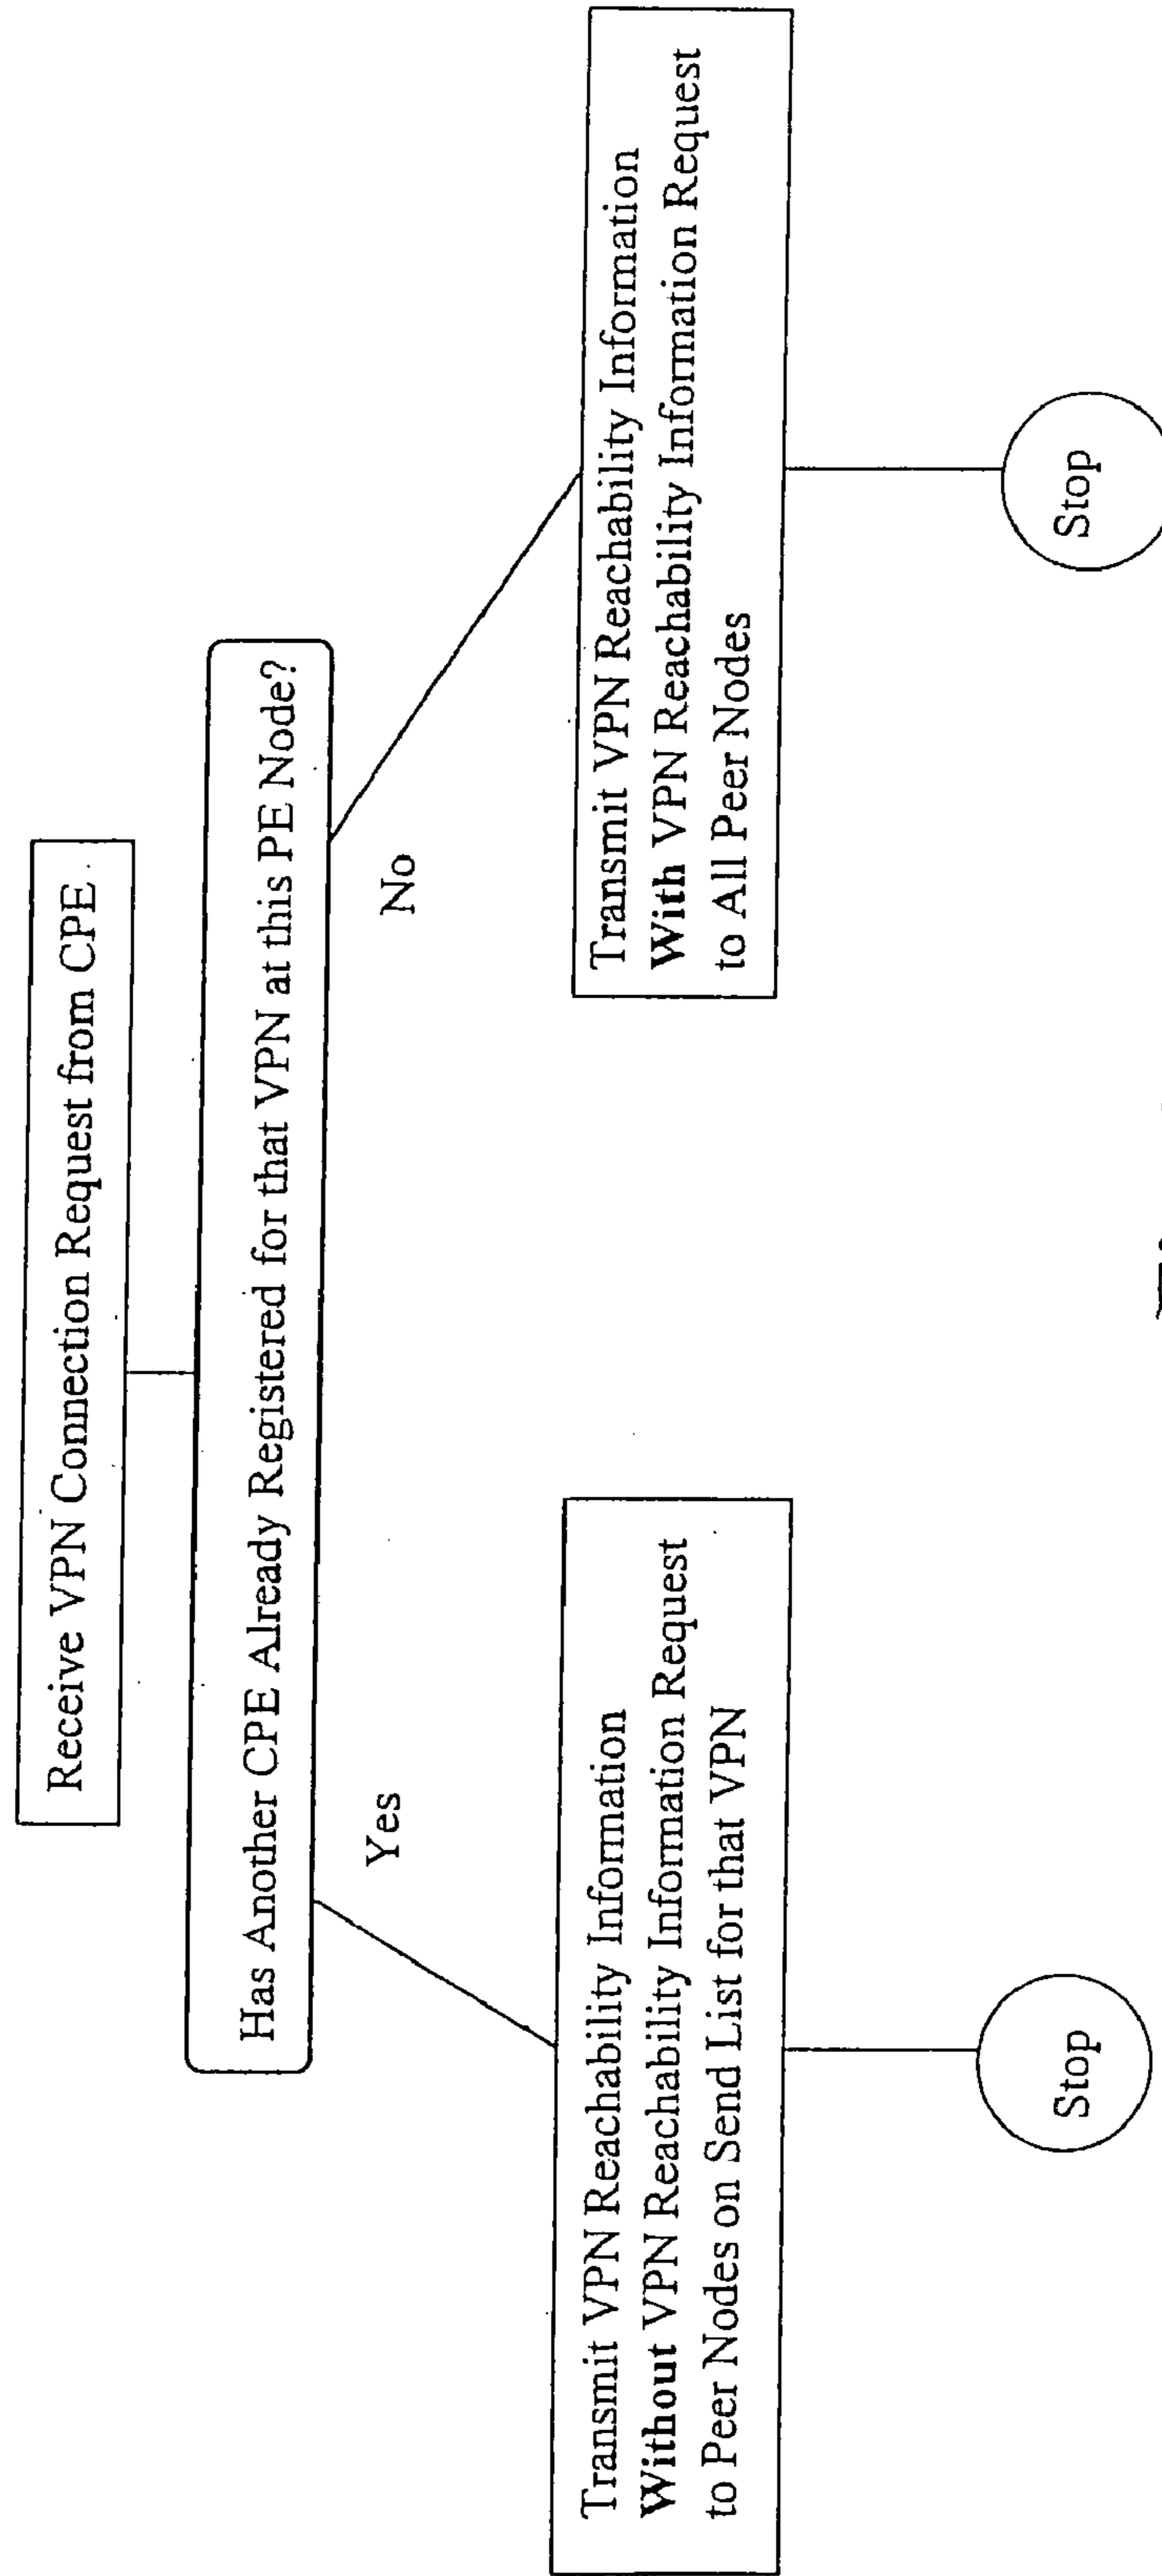 Receive VPN Connection Request from CPE
Has Another CPE Already Registered for that VPN at this PE Node?
Yes
No
Transmit VPN Reachability Information
Without VPN Reachability Information Request
to Peer Nodes on Send List for that VPN
Transmit VPN Reachability Information
With VPN Reachability Information Request
to All Peer Nodes
Stop
Stop